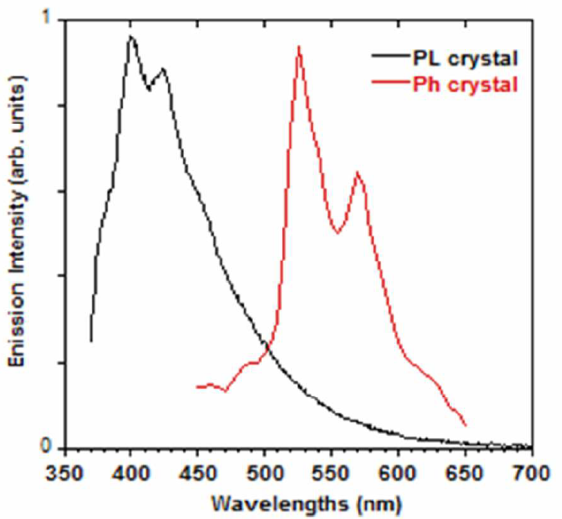 1
PL crystal
Ph crystal
Enission Intensity (arb. units)
0
350 400 450 500 550 600 650 700
Wavelengths (nm)